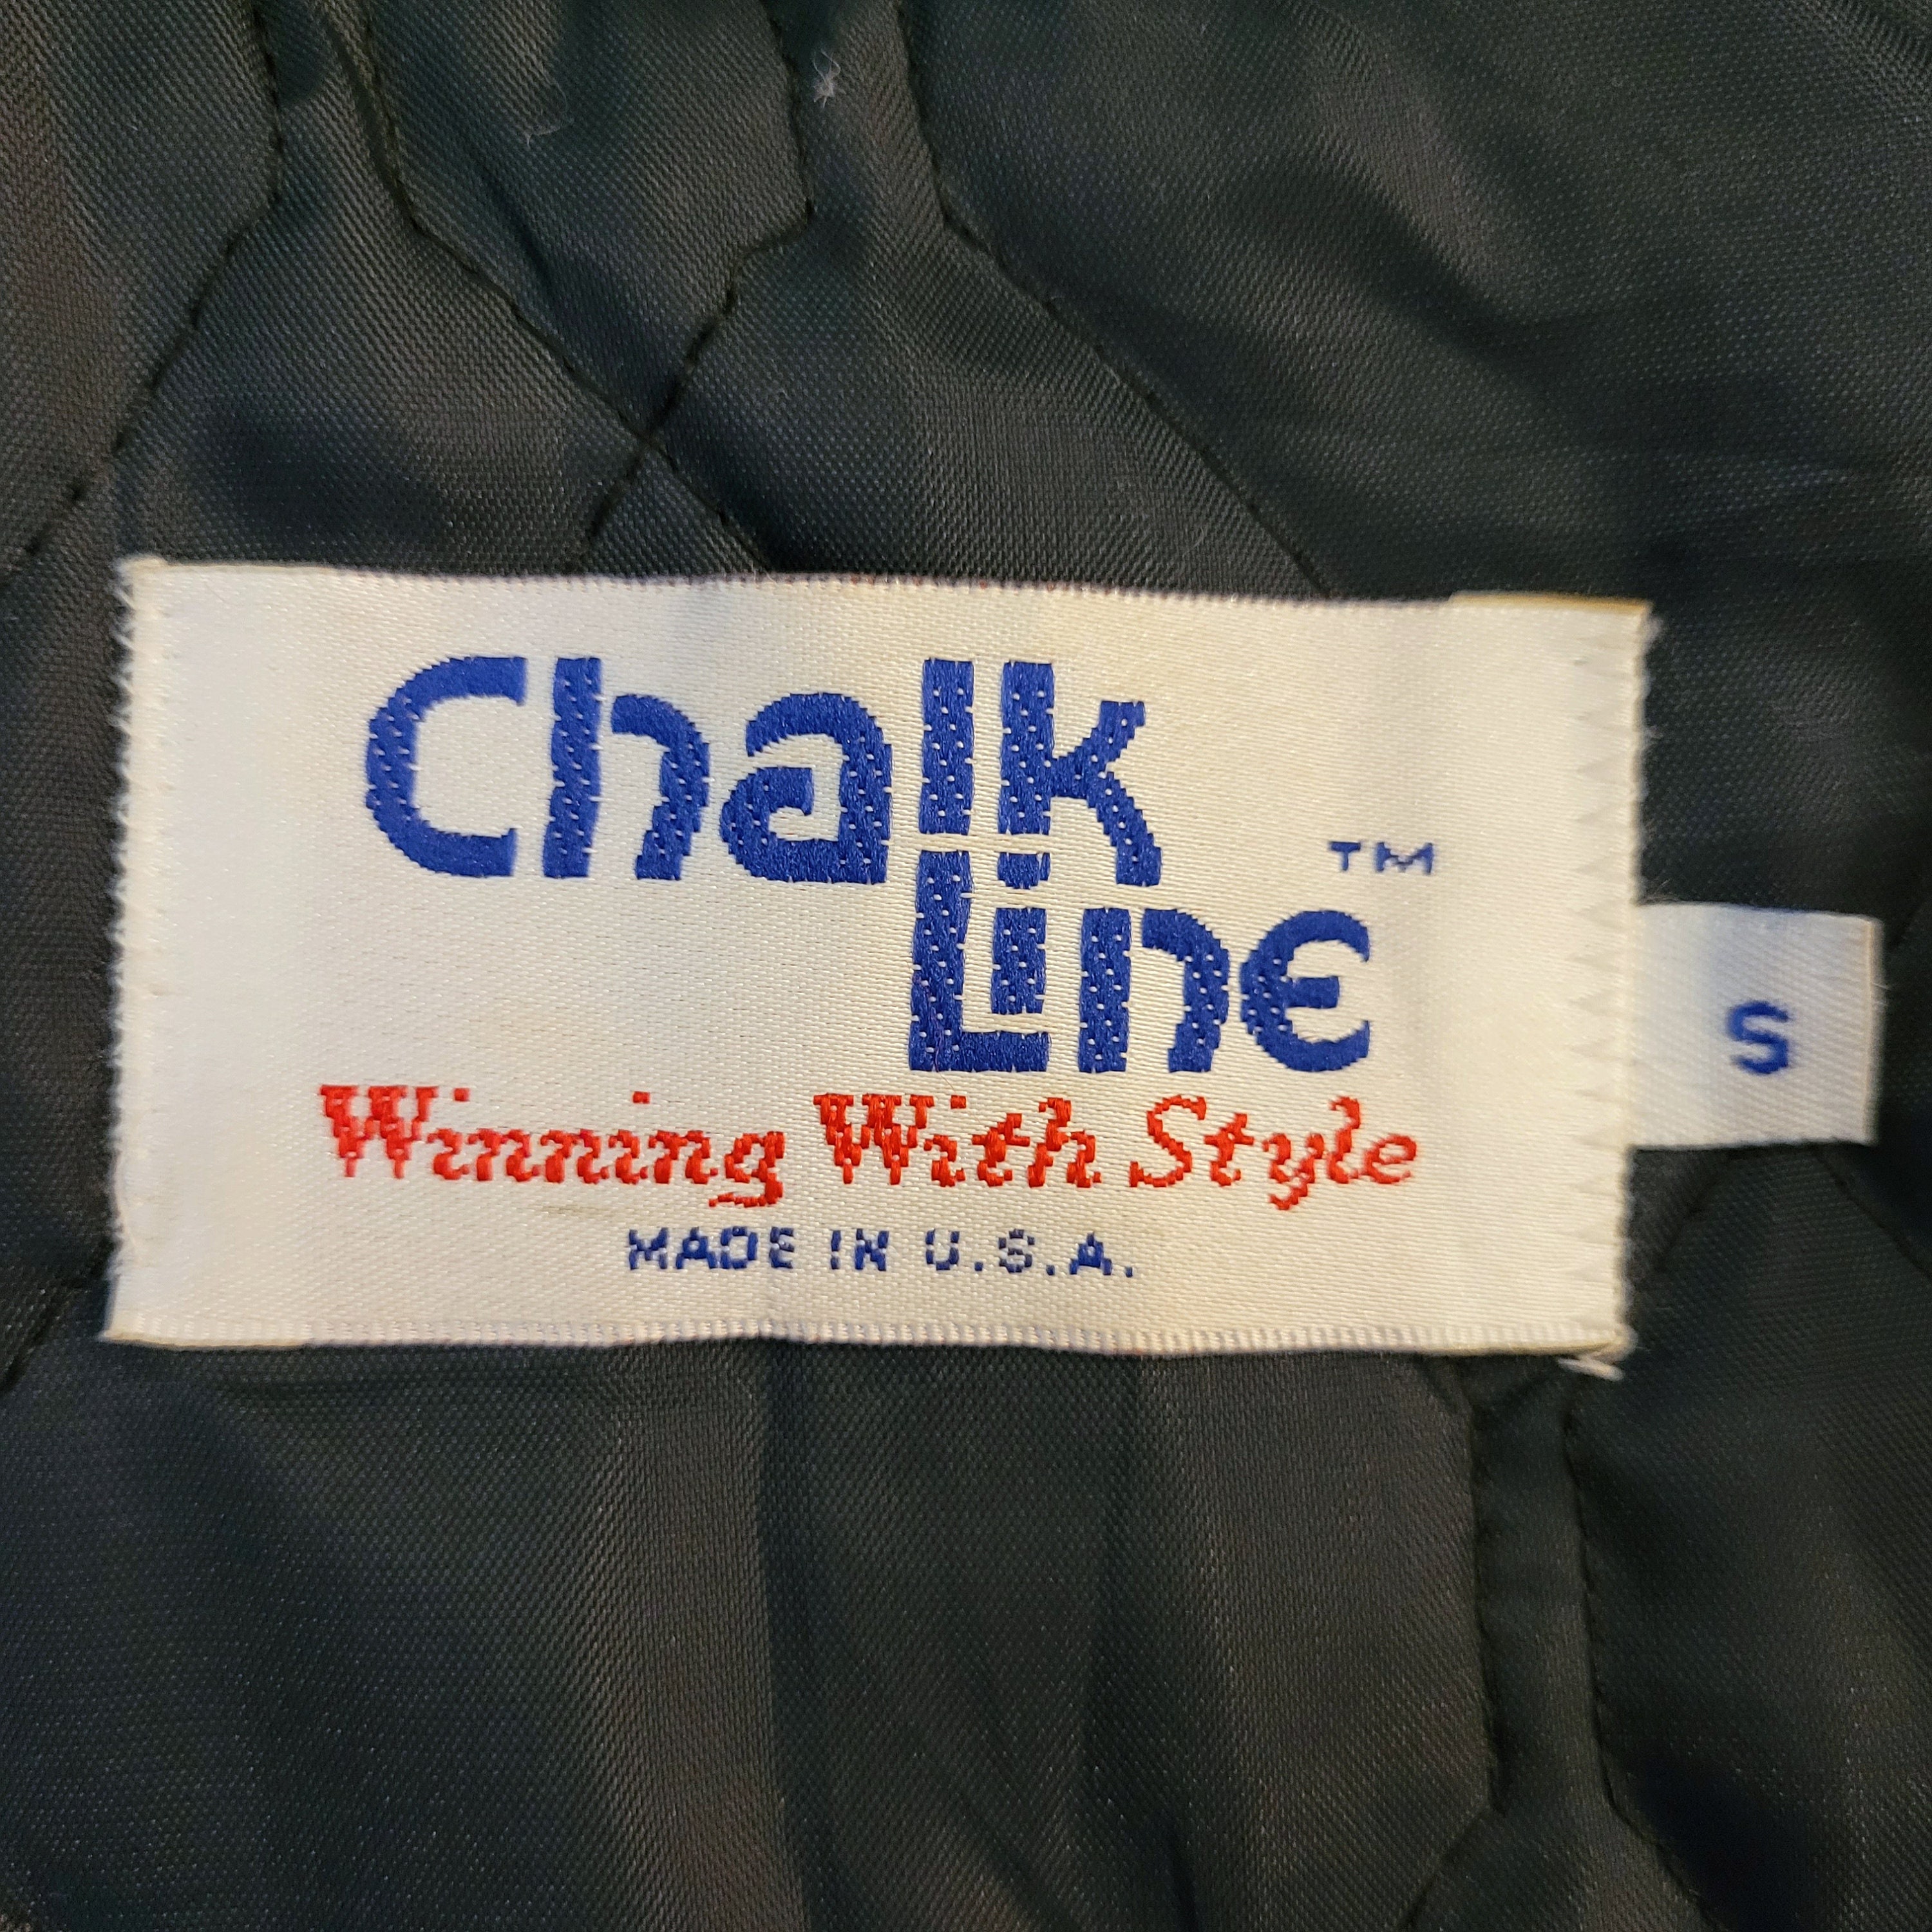 Chalk
Line ™
Winning With Style
MADE IN U.S.A.
S